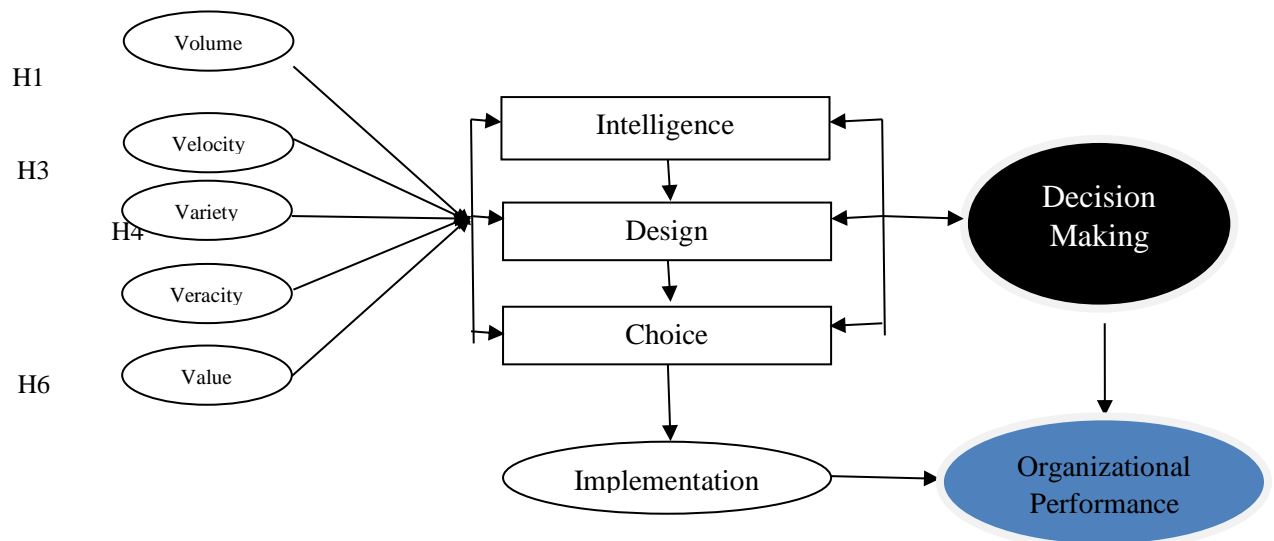 Volume
H1
Intelligence
Velocity
H3
Decision
Making
Variety
H4
Design
Veracity
Choice
Value
H6
Implementation
Organizational
Performance